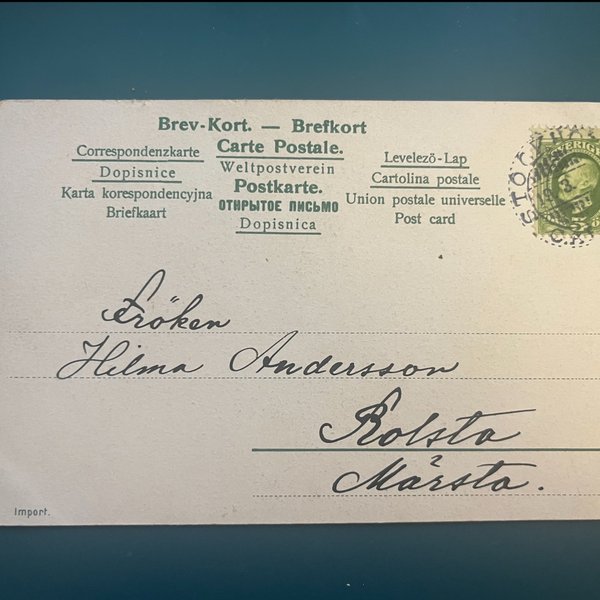 Brev-Kort. — Brefkort
Correspondenzkarte
Carte Postale.
Levelező-Lap
Dopisnice
Weltpostverein
Cartolina postale
Karta korespondencyjna
Postkarte.
Union postale universelle
Briefkaart
ОТКРЫТОЕ ПИСЬМО
Post card
Dopisnica
SVERIGE
STOCKHOLM
Fröken
Hilma Andersson
Rolsta
Märsta.
Import.